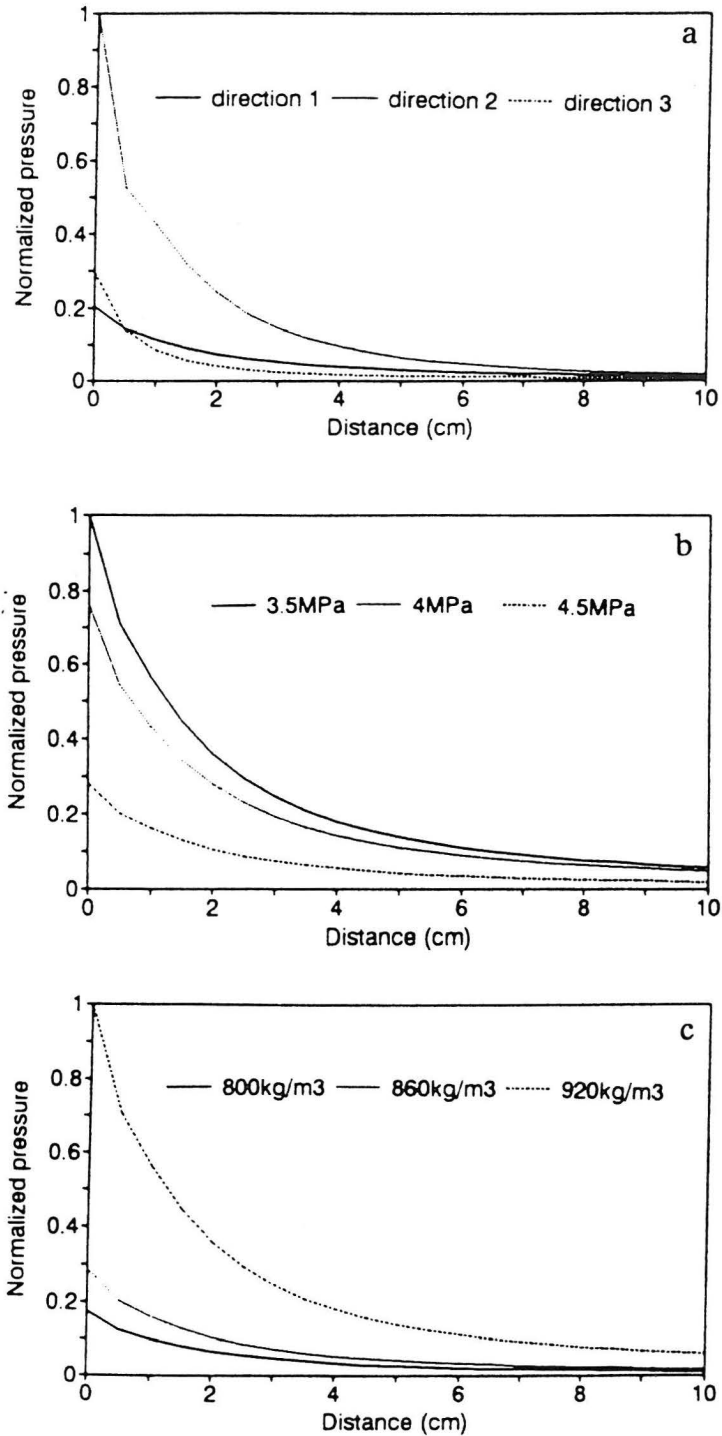 a
1
0.8
0.6
0.4
0.2
0
Normalized pressure
direction 1 direction 2 direction 3
0 2 4 6 8 10
Distance (cm)
b
1
0.8
0.6
0.4
0.2
0
Normalized pressure
3.5MPa 4MPa 4.5MPa
0 2 4 6 8 10
Distance (cm)
c
1
0.8
0.6
0.4
0.2
0
Normalized pressure
800kg/m3 860kg/m3 920kg/m3
0 2 4 6 8 10
Distance (cm)